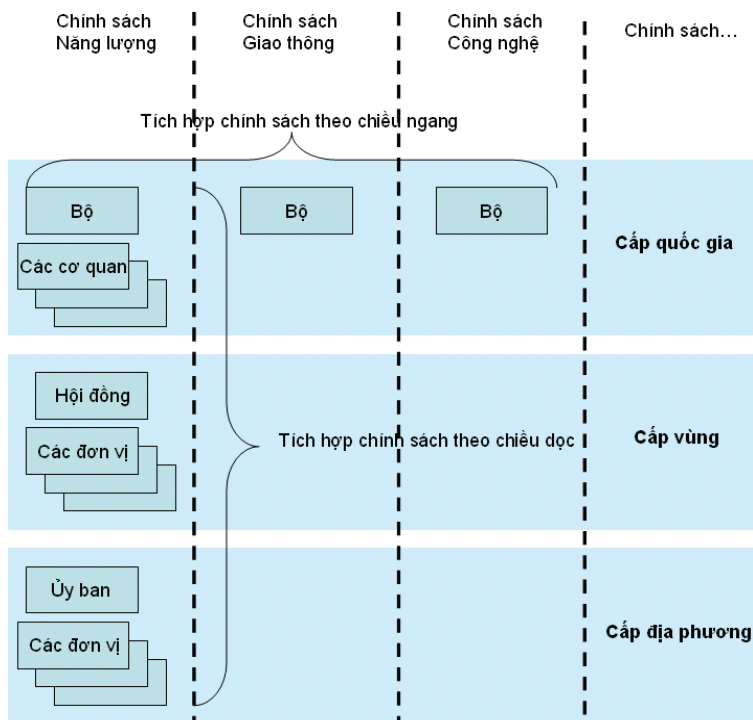 Chính sách
Năng lượng
Chính sách
Giao thông
Chính sách
Công nghệ
Chính sách...
Tích hợp chính sách theo chiều ngang
Bộ
Bộ
Bộ
Các cơ quan
Cấp quốc gia
Hội đồng
Các đơn vị
Tích hợp chính sách theo chiều dọc
Cấp vùng
Ủy ban
Các đơn vị
Cấp địa phương